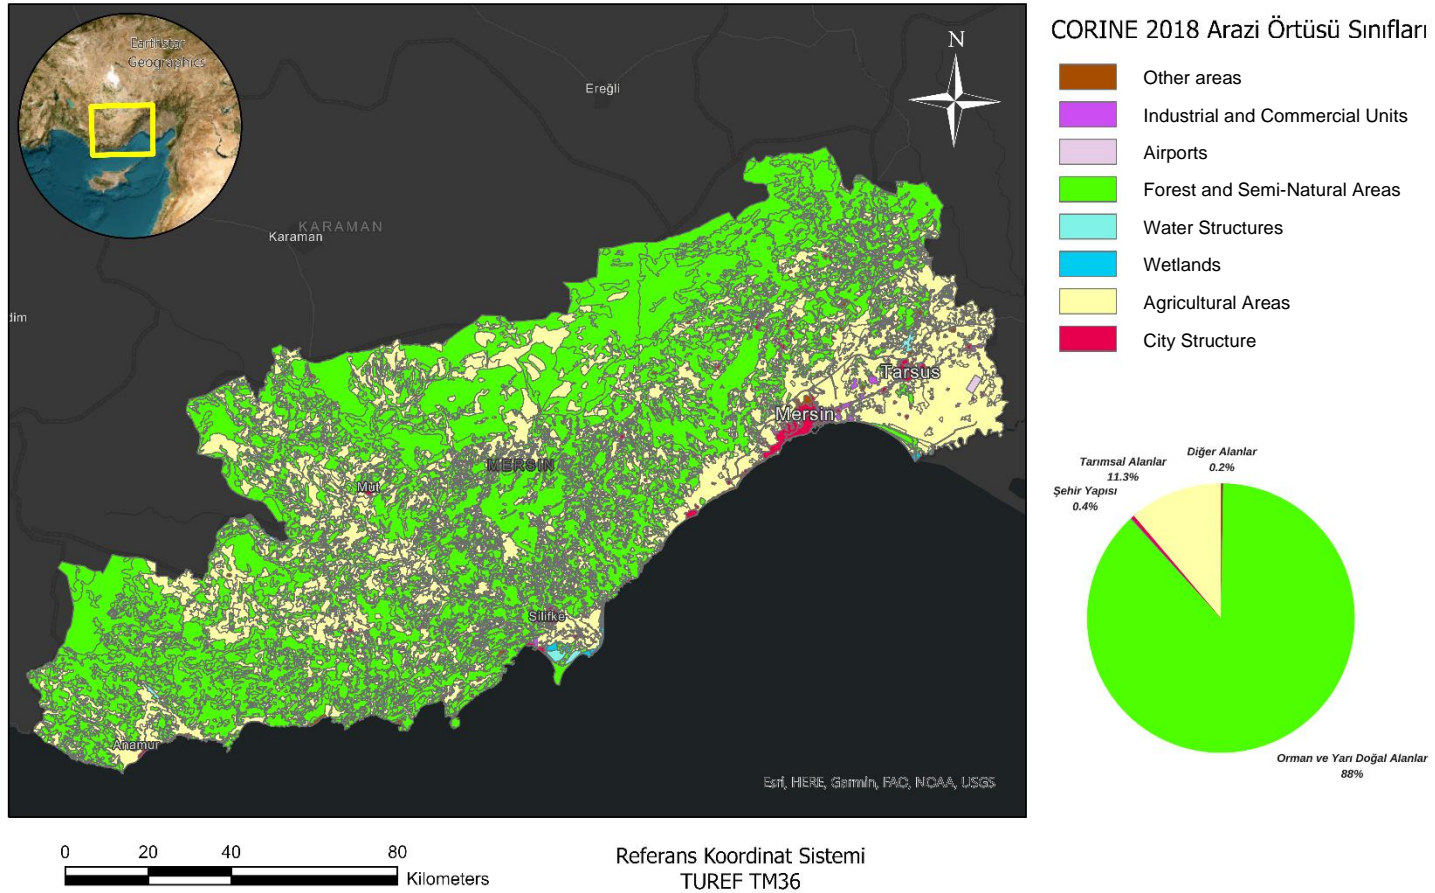 Earthstar
Geographics
N
Ereğli
KARAMAN
Karaman
dim
Tarsus
Mersin
MERSIN
Mut
Silifke
Anamur
Esri, HERE, Garmin, FAO, NOAA, USGS
CORINE 2018 Arazi Örtüsü Sınıfları
Other areas
Industrial and Commercial Units
Airports
Forest and Semi-Natural Areas
Water Structures
Wetlands
Agricultural Areas
City Structure
Diğer Alanlar
0.2%
Tarımsal Alanlar
11.3%
Şehir Yapısı
0.4%
Orman ve Yarı Doğal Alanlar
88%
0 20 40 80
Kilometers
Referans Koordinat Sistemi
TUREF TM36